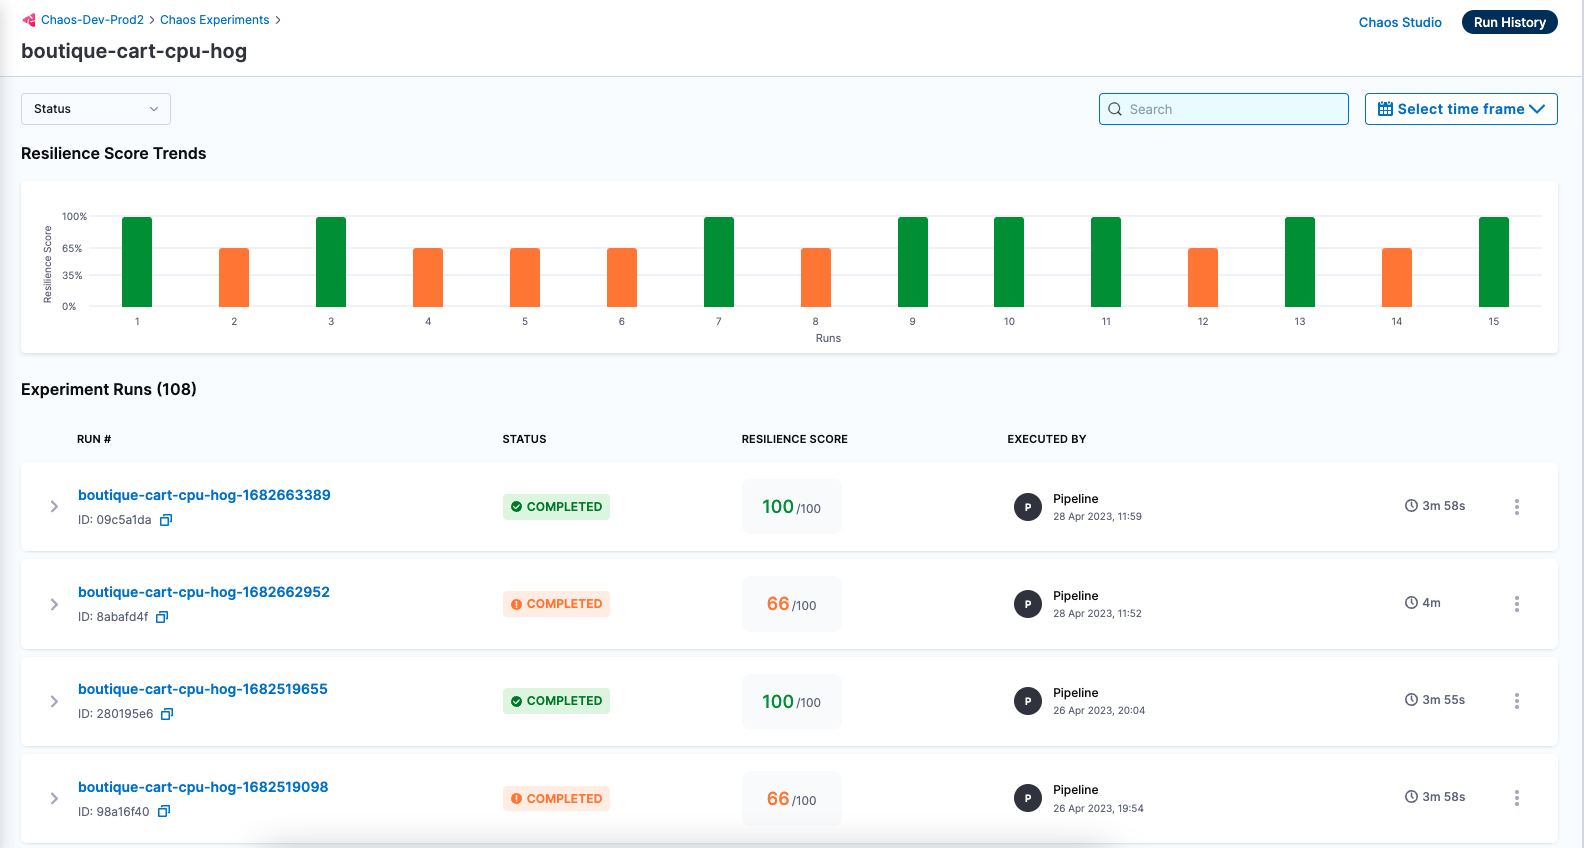 Chaos-Dev-Prod2 > Chaos Experiments >
Chaos Studio
Run History
boutique-cart-cpu-hog
Status
Search
Select time frame
Resilience Score Trends
Resilience Score
100%
65%
35%
0%
1 2 3 4 5 6 7 8 9 10 11 12 13 14 15
Runs
Experiment Runs (108)
RUN # STATUS RESILIENCE SCORE EXECUTED BY
boutique-cart-cpu-hog-1682663389
ID: 09c5a1da
COMPLETED
100/100
P
Pipeline
28 Apr 2023, 11:59
3m 58s
boutique-cart-cpu-hog-1682662952
ID: 8abafd4f
COMPLETED
66/100
P
Pipeline
28 Apr 2023, 11:52
4m
boutique-cart-cpu-hog-1682519655
ID: 280195e6
COMPLETED
100/100
P
Pipeline
26 Apr 2023, 20:04
3m 55s
boutique-cart-cpu-hog-1682519098
ID: 98a16f40
COMPLETED
66/100
P
Pipeline
26 Apr 2023, 19:54
3m 58s